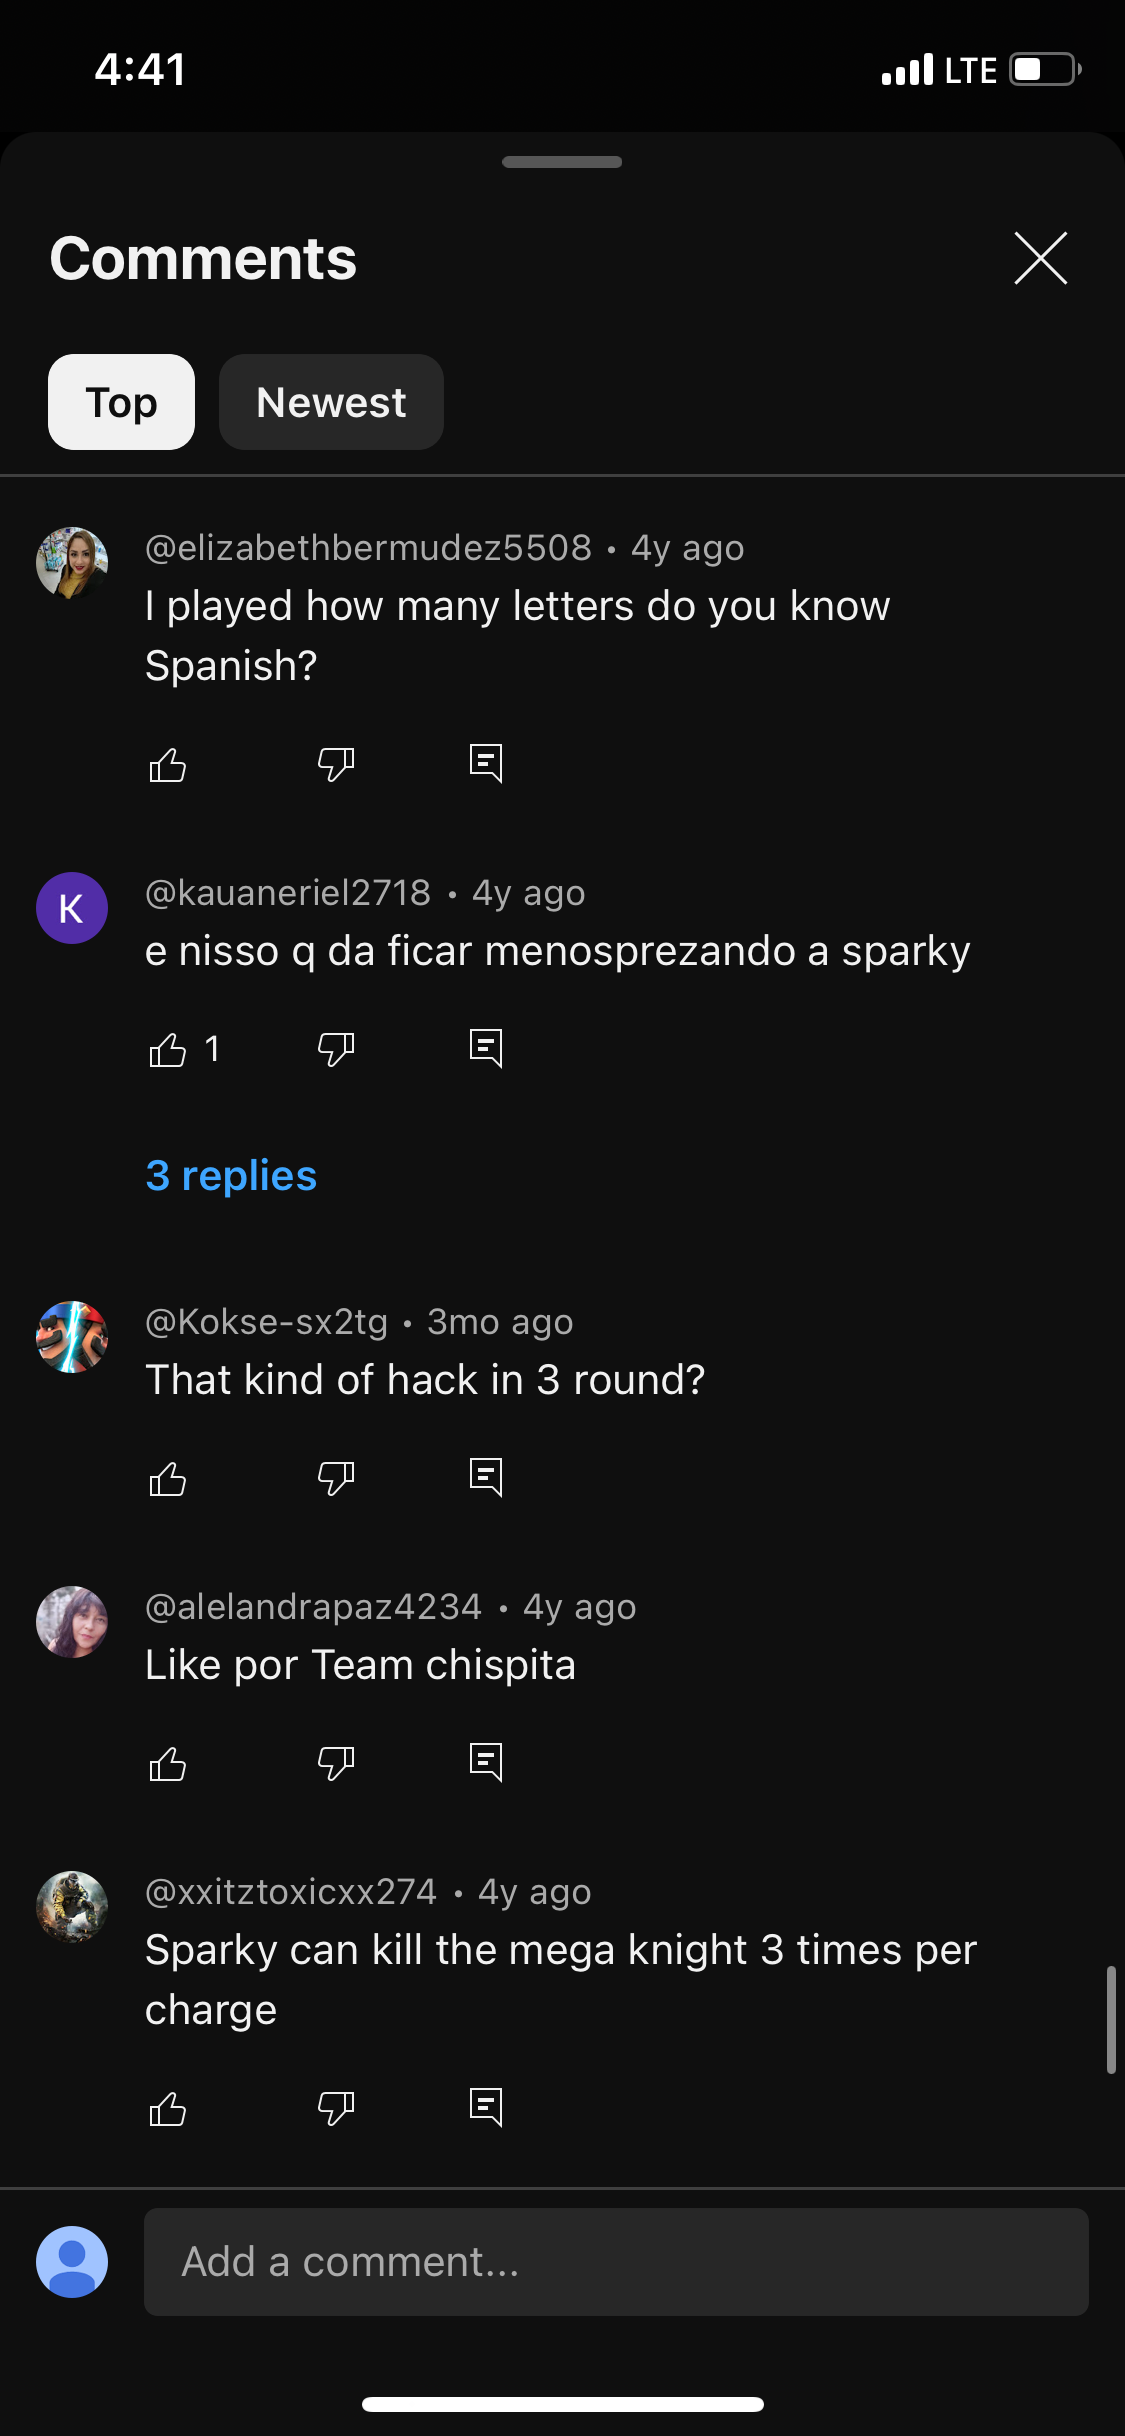 4:41
LTE
Comments
Top
Newest
@elizabethbermudez5508 • 4y ago
I played how many letters do you know
Spanish?
K
@kauaneriel2718 • 4y ago
e nisso q da ficar menosprezando a sparky
1
3 replies
@Kokse-sx2tg • 3mo ago
That kind of hack in 3 round?
@alelandrapaz4234 • 4y ago
Like por Team chispita
@xxitztoxicxx274 • 4y ago
Sparky can kill the mega knight 3 times per
charge
Add a comment...